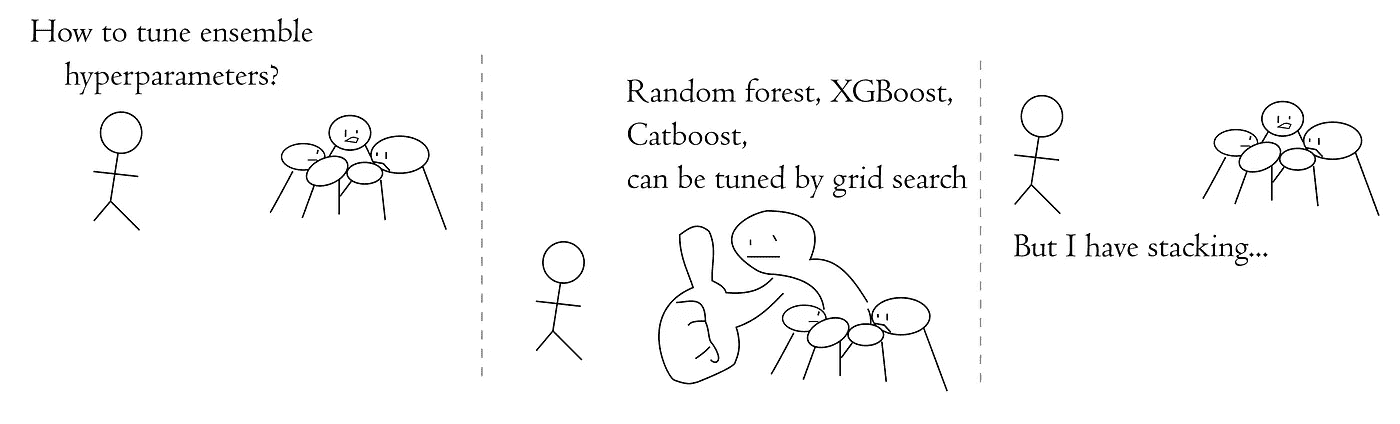 How to tune ensemble
hyperparameters?
Random forest, XGBoost,
Catboost,
can be tuned by grid search
But I have stacking...